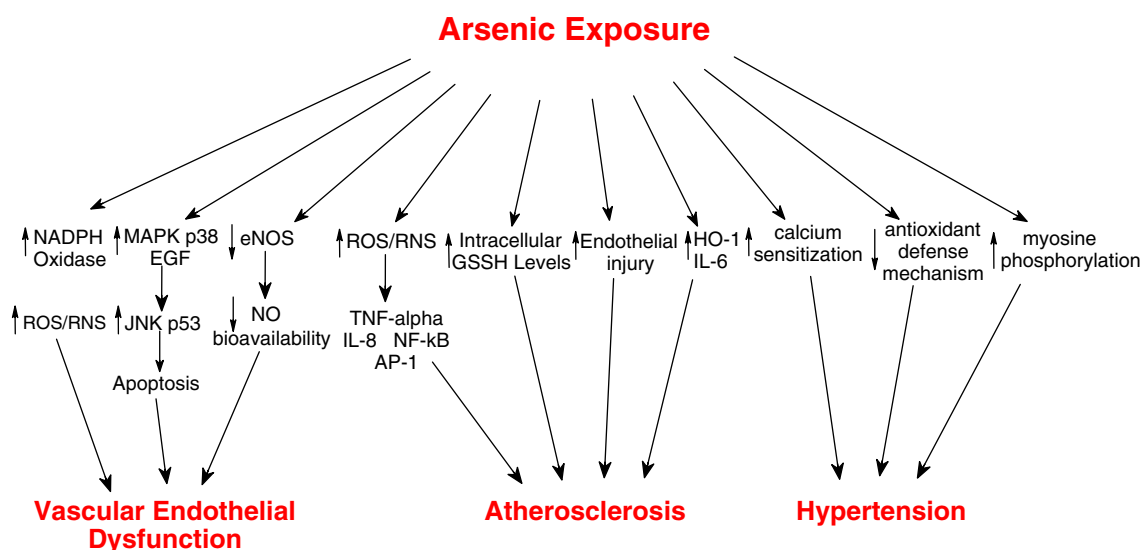 Arsenic Exposure
NADPH
Oxidase
MAPK p38
EGF
eNOS
ROS/RNS
Intracellular
GSSH Levels
Endothelial
injury
HO-1
IL-6
calcium
sensitization
antioxidant
defense
mechanism
myosine
phosphorylation
ROS/RNS
JNK p53
NO
bioavailability
TNF-alpha
IL-8 NF-kB
AP-1
Apoptosis
Vascular Endothelial
Dysfunction
Atherosclerosis
Hypertension